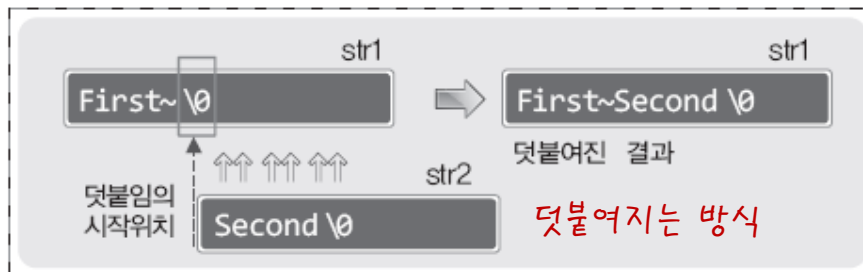 str1
First~ \0
str1
First~Second \0
덧붙여진 결과
덧붙임의
시작위치
str2
Second \0
덧붙여지는 방식